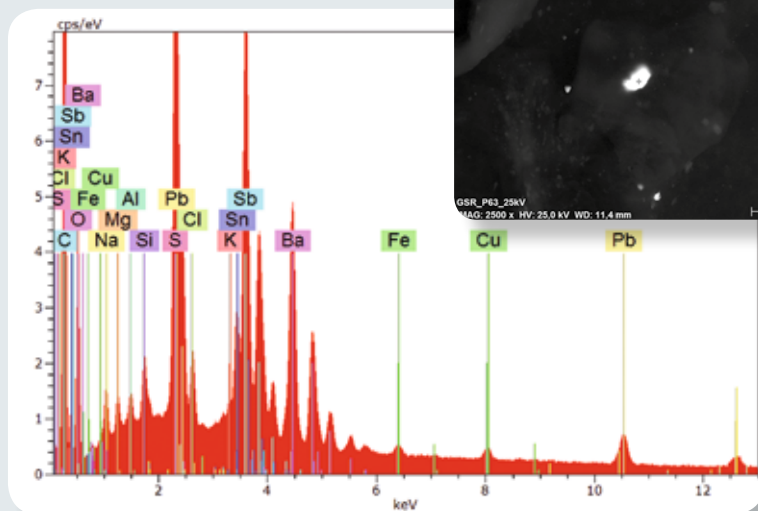 cps/eV
7
6
5
4
3
2
1
0
Ba
Sb
Sn
K
Cl Cu
S Fe Al Pb Sb
O Mg Cl Sn
C Na Si S K Ba Fe Cu Pb
2 4 6 8 10 12
keV
GSR_P63_25kV
MAG: 2500 x HV: 25,0 kV WD: 11,4 mm